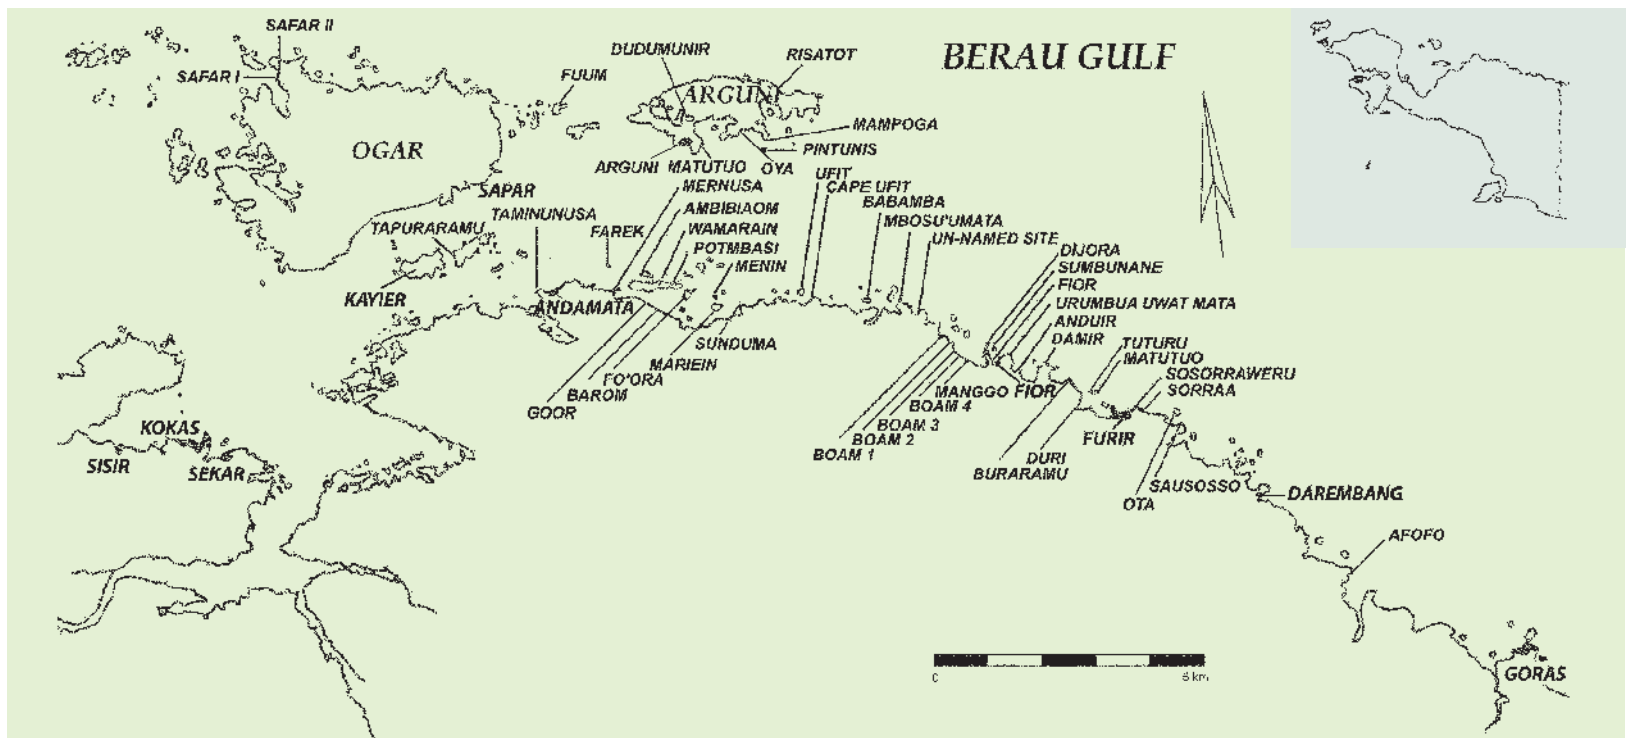 SAFAR II
DUDUMUNIR
RISATOT
BERAU GULF
SAFAR I
FUUM
ARGUNI
MAMPOGA
OGAR
PINTUNIS
ARGUNI
MATUTUO
OYA
UFIT
SAPAR
MERNUSA
CAPE UFIT
BABAMBA
TAMINUNUSA
AMBIBIAOM
MBOSU'UMATA
TAPURARAMU
FAREK
WAMARAIN
UN-NAMED SITE
POTMBASI
DIJORA
MENIN
SUMBUNANE
FIOR
KAYIER
ANDAMATA
URUMBUA UWAT MATA
ANDUIR
DAMIR
SUNDUMA
TUTURU
MARIEIN
MATUTUO
FO'ORA
SOSORRAWERU
BAROM
MANGGO
FIOR
SORRAA
GOOR
BOAM 4
KOKAS
BOAM 3
BOAM 2
FURIR
BOAM 1
SISIR
SEKAR
DURI
BURARAMU
SAUSOSSO
DAREMBANG
OTA
AFOFO
GORAS
0
km